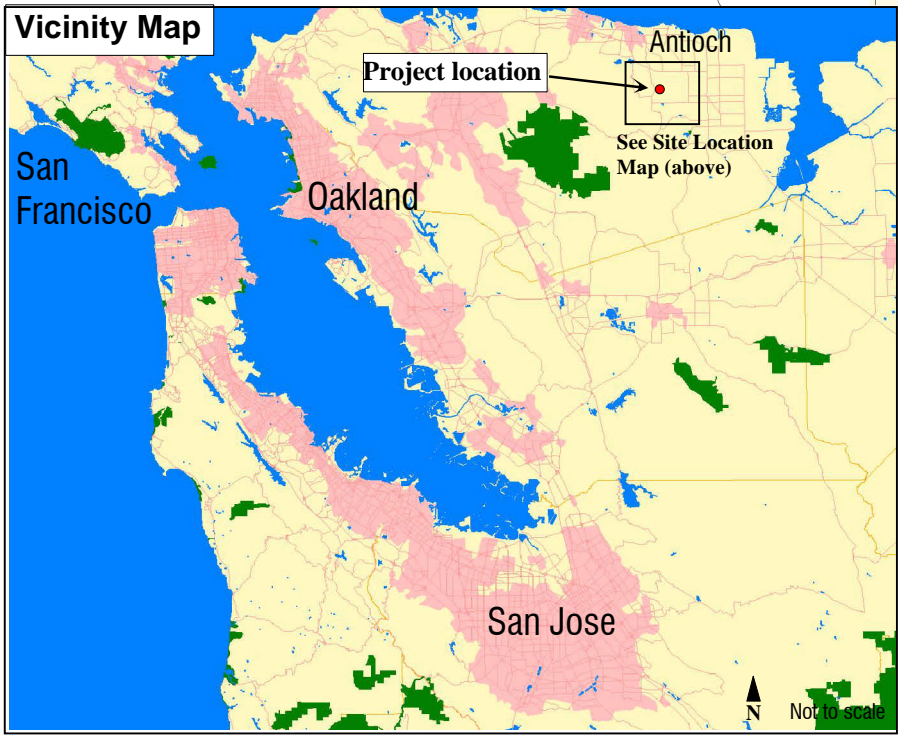 Vicinity Map
Antioch
Project location
See Site Location
Map (above)
San
Francisco
Oakland
San Jose
N
Not to scale